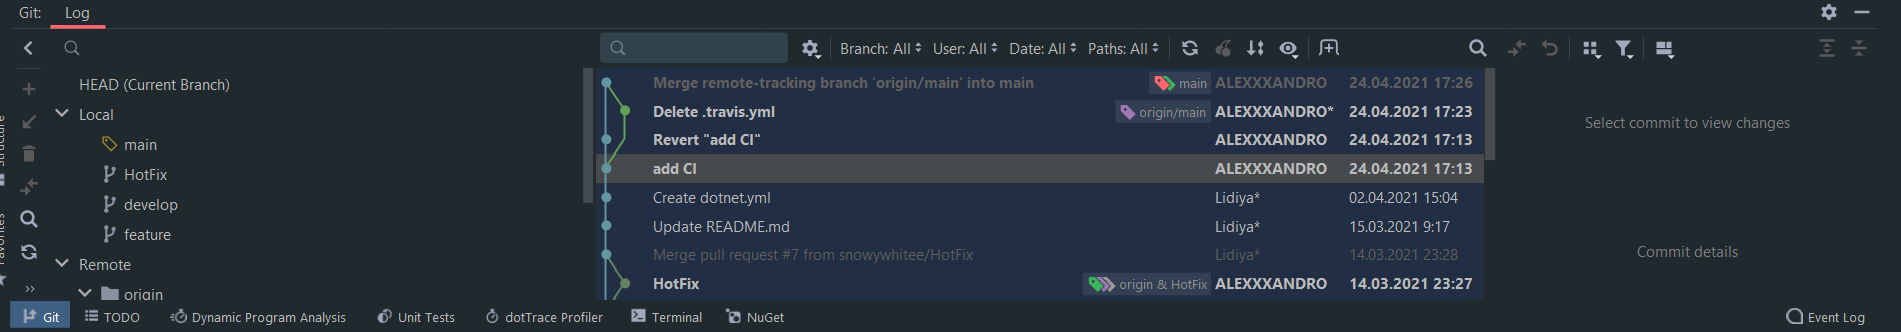 Git: Log
Branch: All User: All Date: All Paths: All
HEAD (Current Branch)
Local
main
HotFix
develop
feature
Remote
origin
Merge remote-tracking branch 'origin/main' into main main ALEXXXANDRO 24.04.2021 17:26
Delete .travis.yml origin/main ALEXXXANDRO* 24.04.2021 17:23
Revert "add CI" ALEXXXANDRO 24.04.2021 17:13
add CI ALEXXXANDRO 24.04.2021 17:13
Create dotnet.yml Lidiya* 02.04.2021 15:04
Update README.md Lidiya* 15.03.2021 9:17
Merge pull request #7 from snowywhitee/HotFix Lidiya* 14.03.2021 23:28
HotFix origin & HotFix ALEXXXANDRO 14.03.2021 23:27
Select commit to view changes
Commit details
Git TODO Dynamic Program Analysis Unit Tests dotTrace Profiler Terminal NuGet Event Log